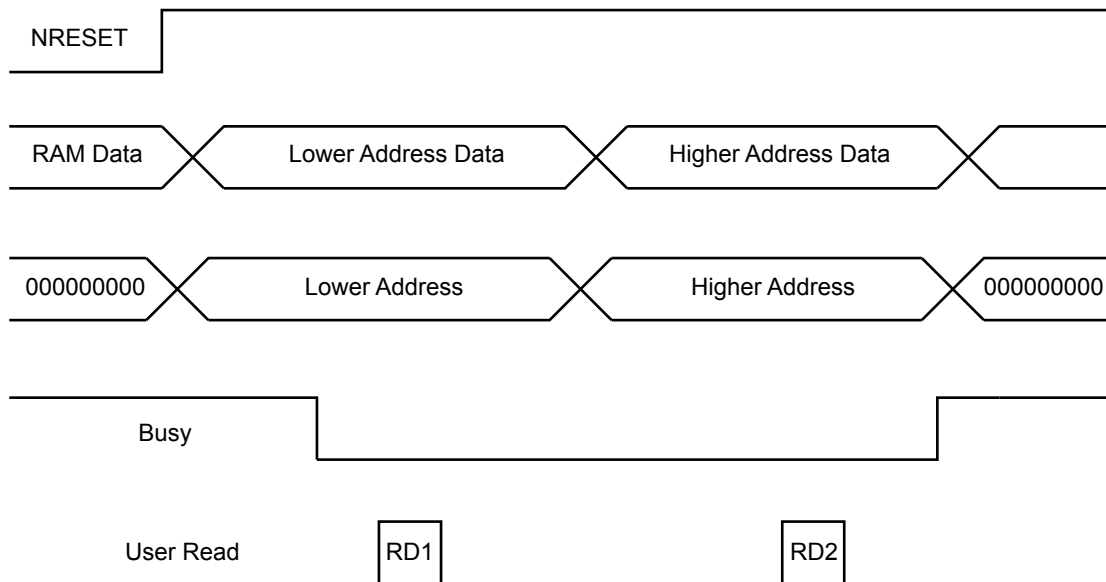 NRESET
RAM Data Lower Address Data Higher Address Data
000000000 Lower Address Higher Address 000000000
Busy
User Read RD1 RD2